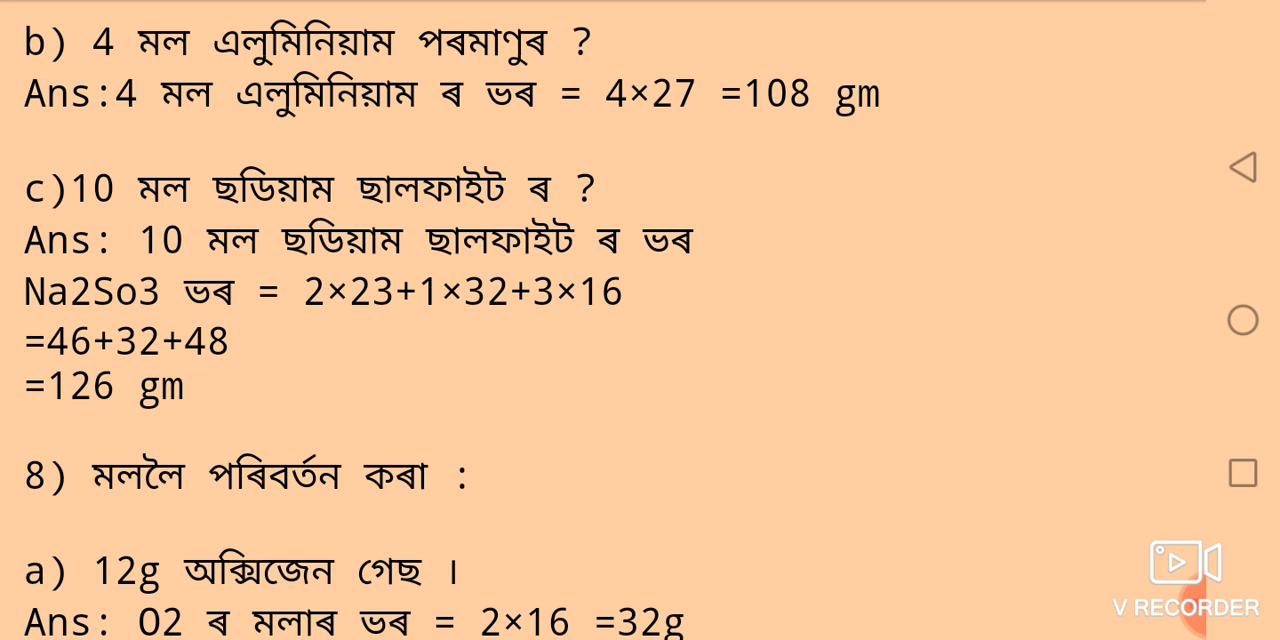 b) 4 মল এলুমিনিয়াম পৰমাণুৰ ?
Ans:4 মল এলুমিনিয়াম ৰ ভৰ = 4×27 =108 gm
c)10 মল ছডিয়াম ছালফাইট ৰ ?
Ans: 10 মল ছডিয়াম ছালফাইট ৰ ভৰ
Na2So3 ভৰ = 2×23+1×32+3×16
=46+32+48
=126 gm
8) মললৈ পৰিবৰ্তন কৰা :
a) 12g অক্সিজেন গেছ ।
Ans: O2 ৰ মলাৰ ভৰ = 2×16 =32g
V RECORDER